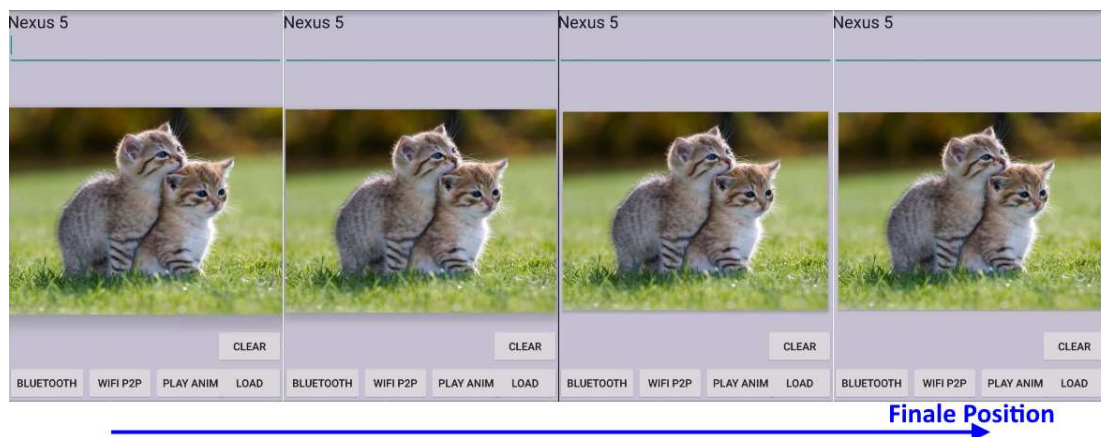 Nexus 5 Nexus 5 Nexus 5 Nexus 5
CLEAR CLEAR CLEAR CLEAR
BLUETOOTH WIFI P2P PLAY ANIM LOAD BLUETOOTH WIFI P2P PLAY ANIM LOAD BLUETOOTH WIFI P2P PLAY ANIM LOAD BLUETOOTH WIFI P2P PLAY ANIM LOAD
Finale Position